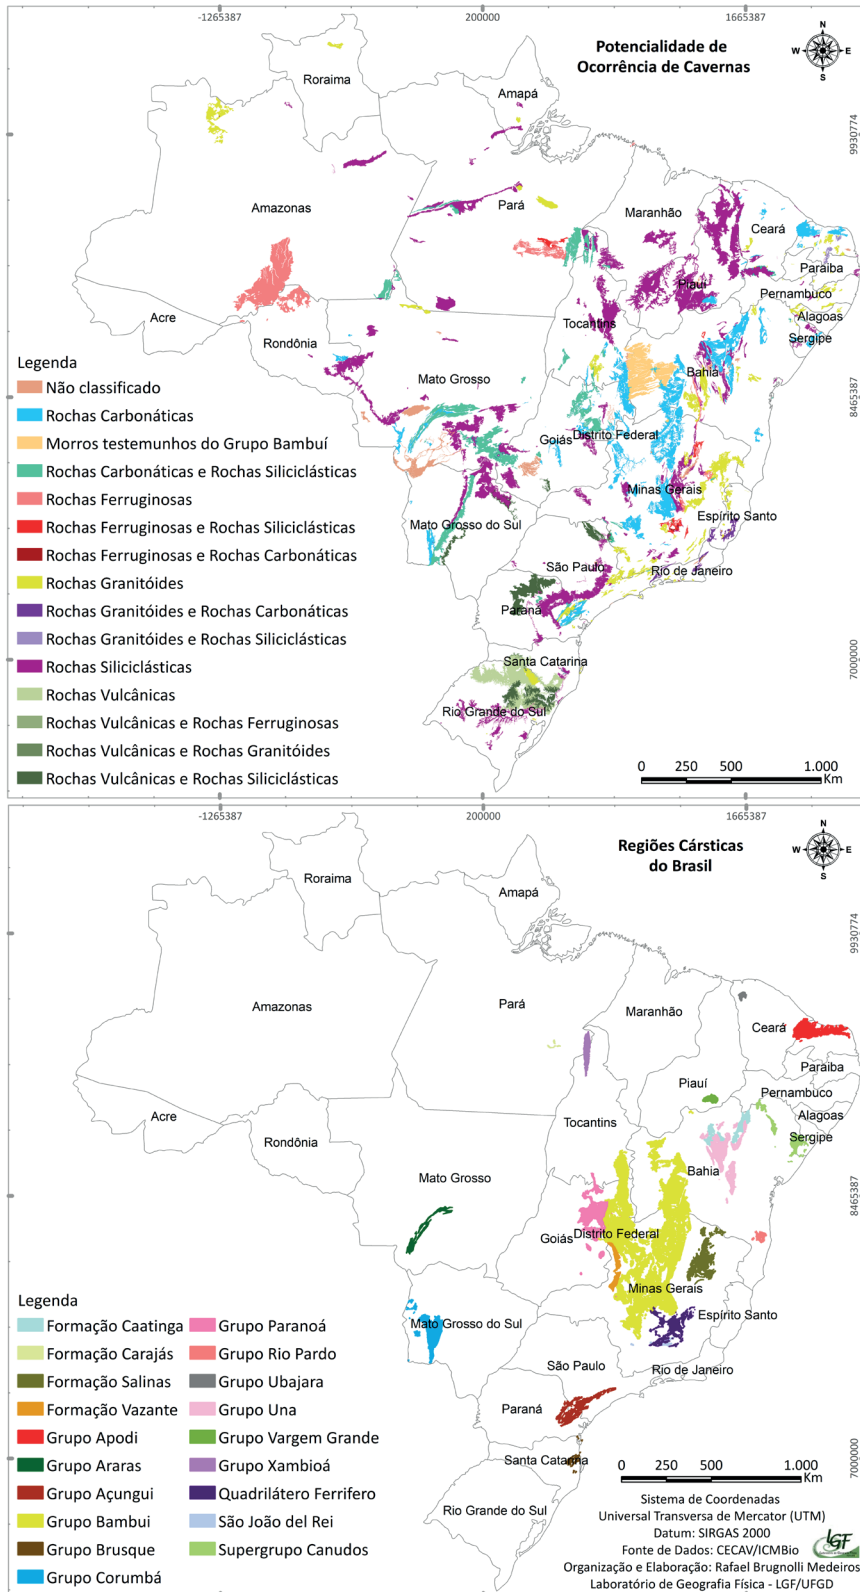 -1265387
200000
1665387
Potencialidade de
Ocorrência de Cavernas
N
W
E
S
9930774
8465387
7000000
Roraima
Amapá
Amazonas
Pará
Maranhão
Ceará
Paraiba
Piauí
Pernambuco
Acre
Alagoas
Tocantins
Sergipe
Rondônia
Bahia
Mato Grosso
Goiás
Distrito Federal
Minas Gerais
Espírito Santo
Mato Grosso do Sul
São Paulo
Rio de Janeiro
Paraná
Santa Catarina
Rio Grande do Sul
Legenda
Não classificado
Rochas Carbonáticas
Morros testemunhos do Grupo Bambuí
Rochas Carbonáticas e Rochas Siliciclásticas
Rochas Ferruginosas
Rochas Ferruginosas e Rochas Siliciclásticas
Rochas Ferruginosas e Rochas Carbonáticas
Rochas Granitóides
Rochas Granitóides e Rochas Carbonáticas
Rochas Granitóides e Rochas Siliciclásticas
Rochas Siliciclásticas
Rochas Vulcânicas
Rochas Vulcânicas e Rochas Ferruginosas
Rochas Vulcânicas e Rochas Granitóides
Rochas Vulcânicas e Rochas Siliciclásticas
0 250 500 1.000
Km
-1265387
200000
1665387
Regiões Cársticas
do Brasil
N
W
E
S
9930774
8465387
7000000
Roraima
Amapá
Amazonas
Pará
Maranhão
Ceará
Paraiba
Piauí
Pernambuco
Acre
Alagoas
Tocantins
Sergipe
Rondônia
Bahia
Mato Grosso
Goiás
Distrito Federal
Minas Gerais
Espírito Santo
Mato Grosso do Sul
São Paulo
Rio de Janeiro
Paraná
Santa Catarina
Rio Grande do Sul
Legenda
Formação Caatinga
Formação Carajás
Formação Salinas
Formação Vazante
Grupo Apodi
Grupo Araras
Grupo Açungui
Grupo Bambui
Grupo Brusque
Grupo Corumbá
Grupo Paranoá
Grupo Rio Pardo
Grupo Ubajara
Grupo Una
Grupo Vargem Grande
Grupo Xambioá
Quadrilátero Ferrifero
São João del Rei
Supergrupo Canudos
0 250 500 1.000
Km
Sistema de Coordenadas
Universal Transversa de Mercator (UTM)
Datum: SIRGAS 2000
Fonte de Dados: CECAV/ICMBio
Organização e Elaboração: Rafael Brugnolli Medeiros
Laboratório de Geografia Física - LGF/UFGD
LGF